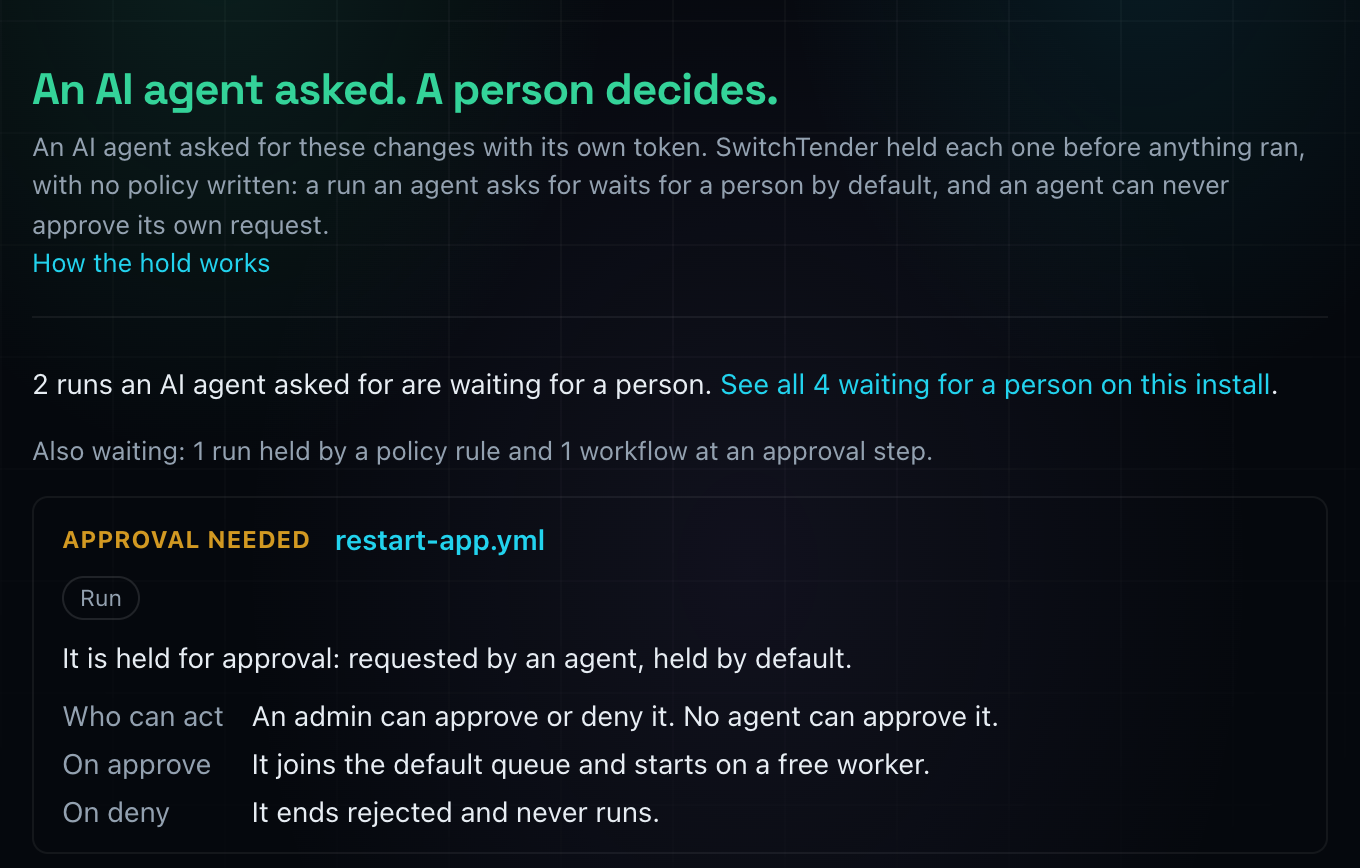 An AI agent asked. A person decides.
An AI agent asked for these changes with its own token. SwitchTender held each one before anything ran,
with no policy written: a run an agent asks for waits for a person by default, and an agent can never
approve its own request.
How the hold works
2 runs an AI agent asked for are waiting for a person. See all 4 waiting for a person on this install.
Also waiting: 1 run held by a policy rule and 1 workflow at an approval step.
APPROVAL NEEDED restart-app.yml
Run
It is held for approval: requested by an agent, held by default.
Who can act An admin can approve or deny it. No agent can approve it.
On approve It joins the default queue and starts on a free worker.
On deny It ends rejected and never runs.